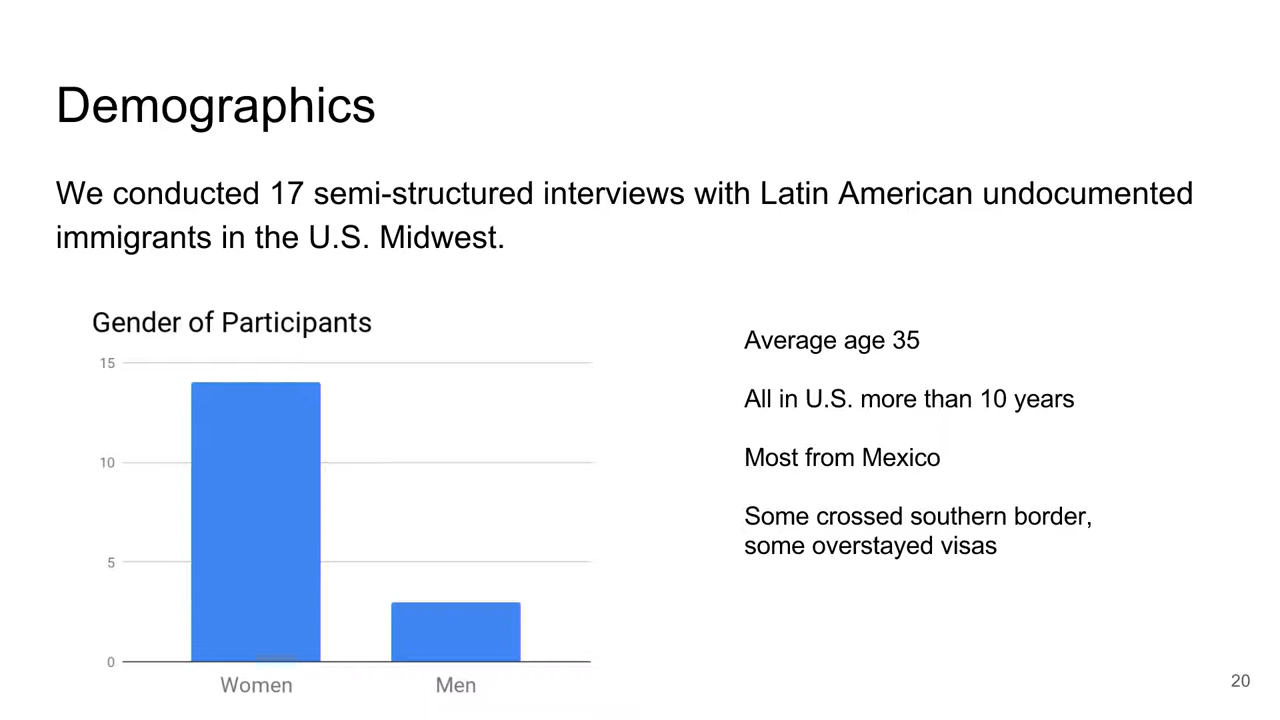 Demographics
We conducted 17 semi-structured interviews with Latin American undocumented
immigrants in the U.S. Midwest.
Gender of Participants
15
10
5
0
Women
Men
Average age 35
All in U.S. more than 10 years
Most from Mexico
Some crossed southern border,
some overstayed visas
20